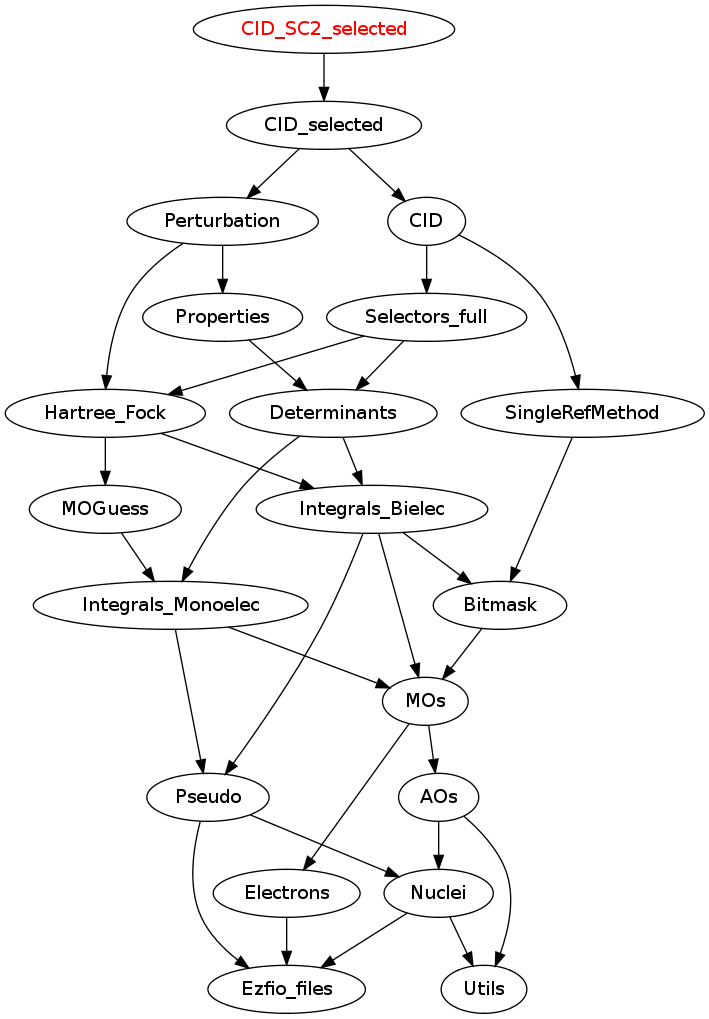 CID_SC2_selected
CID_selected
Perturbation
CID
Properties
Selectors_full
Hartree_Fock
Determinants
SingleRefMethod
MOGuess
Integrals_Bielec
Integrals_Monoelec
Bitmask
MOs
Pseudo
AOs
Electrons
Nuclei
Ezfio_files
Utils